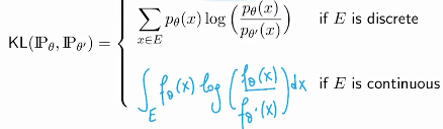 KL(ℙ_θ, ℙ_θ′) = { ∑_{x∈E} p_θ(x) log (p_θ(x) / p_θ′(x)) if E is discrete
∫_E f_θ(x) log (f_θ(x) / f_θ′(x)) dx if E is continuous